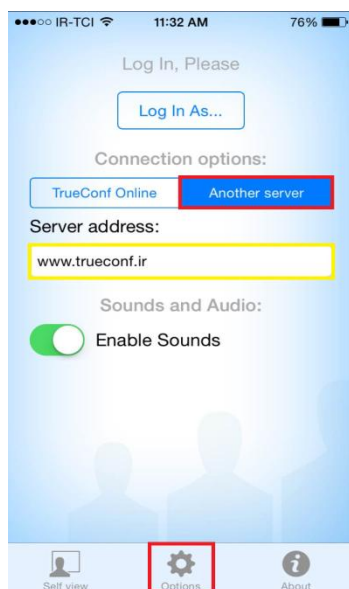 IR-TCI 11:32 AM 76%
Log In, Please
Log In As...
Connection options:
TrueConf Online Another server
Server address:
www.trueconf.ir
Sounds and Audio:
Enable Sounds
Self view Options About